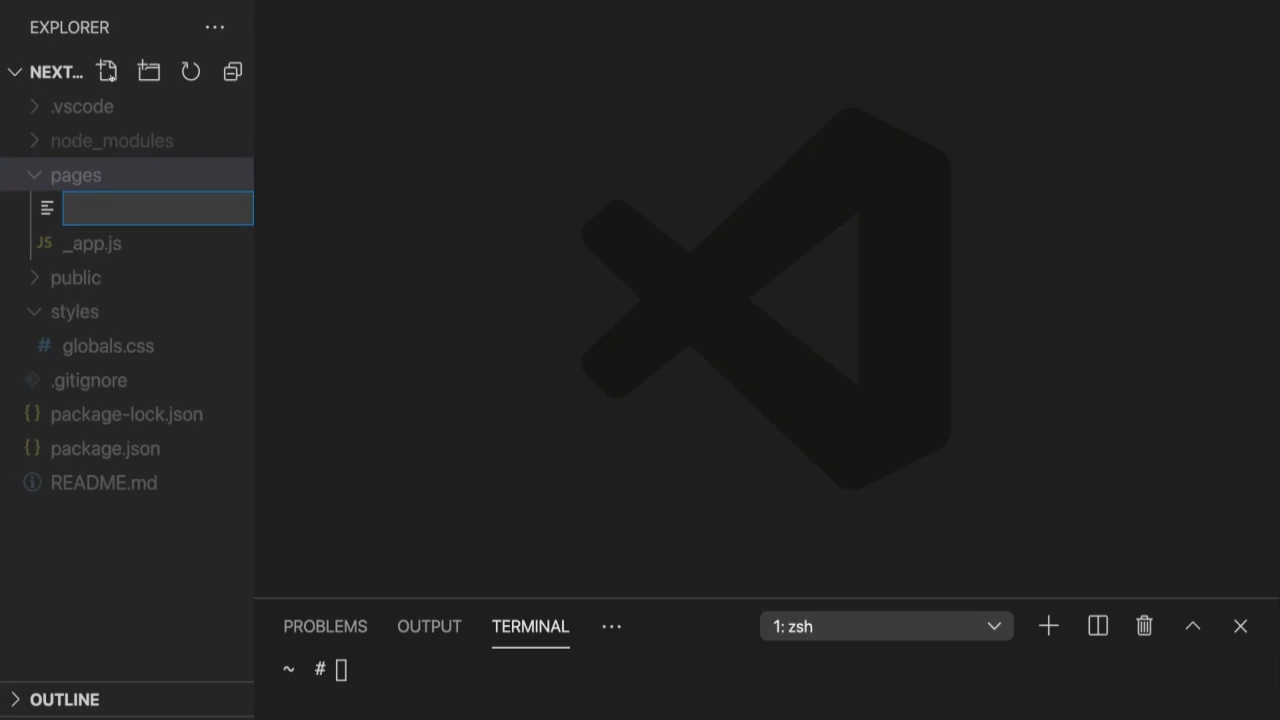 EXPLORER
NEXT...
.vscode
node_modules
pages
JS _app.js
public
styles
# globals.css
.gitignore
{} package-lock.json
{} package.json
README.md
PROBLEMS OUTPUT TERMINAL ...
1: zsh
~ #
OUTLINE